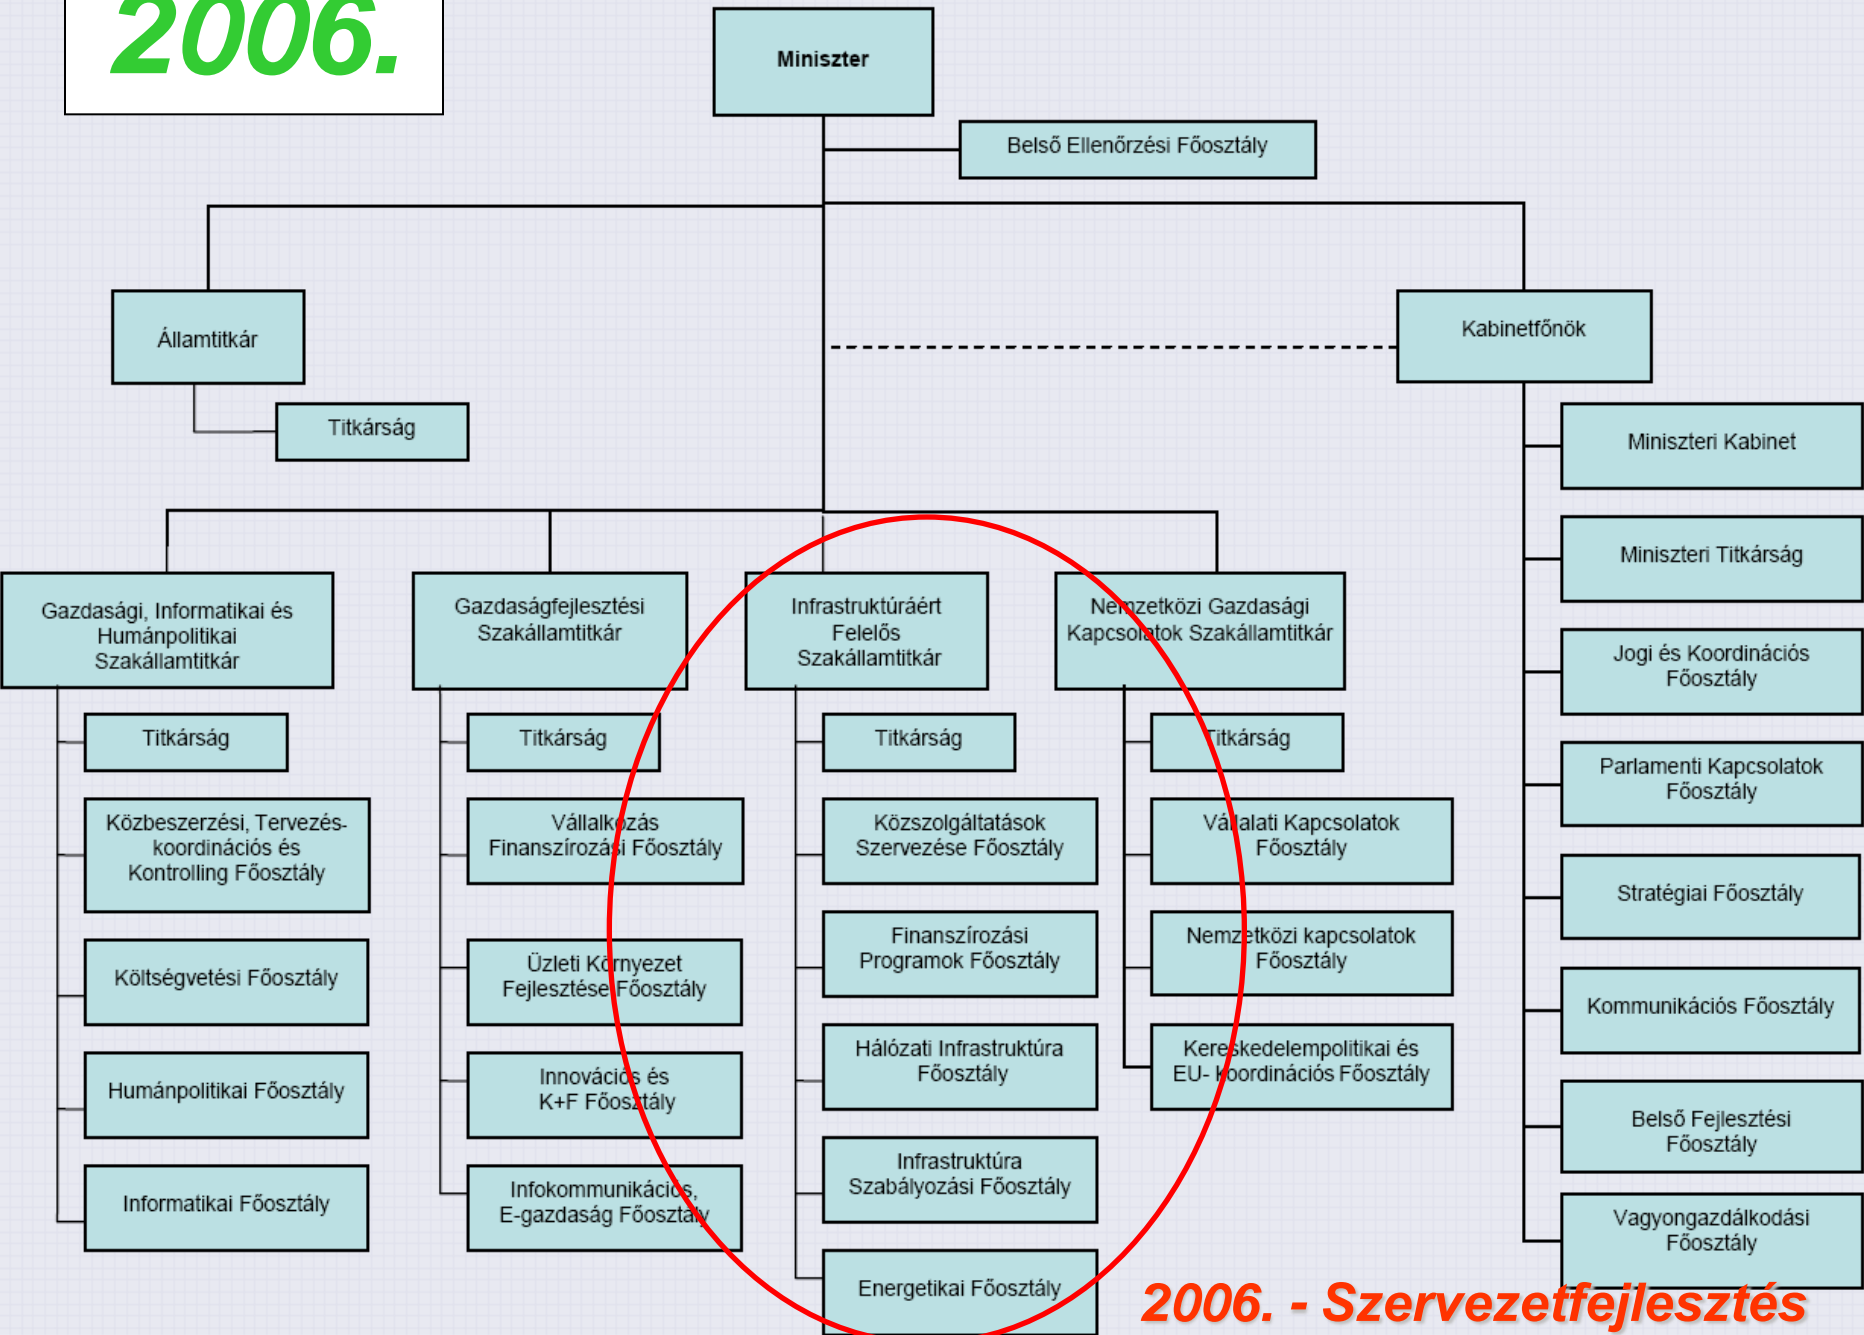 2006.
Miniszter
Belső Ellenőrzési Főosztály
Államtitkár
Titkárság
Kabinetfőnök
Miniszteri Kabinet
Miniszteri Titkárság
Jogi és Koordinációs
Főosztály
Parlamenti Kapcsolatok
Főosztály
Stratégiai Főosztály
Kommunikációs Főosztály
Belső Fejlesztési
Főosztály
Vagyongazdálkodási
Főosztály
Gazdasági, Informatikai és
Humánpolitikai
Szakállamtitkár
Titkárság
Közbeszerzési, Tervezés-
koordinációs és
Kontrolling Főosztály
Költségvetési Főosztály
Humánpolitikai Főosztály
Informatikai Főosztály
Gazdaságfejlesztési
Szakállamtitkár
Titkárság
Vállalkozás
Finanszírozási Főosztály
Üzleti Környezet
Fejlesztése Főosztály
Innovációs és
K+F Főosztály
Infokommunikációs,
E-gazdaság Főosztály
Infrastruktúráért
Felelős
Szakállamtitkár
Titkárság
Közszolgáltatások
Szervezése Főosztály
Finanszírozási
Programok Főosztály
Hálózati Infrastruktúra
Főosztály
Infrastruktúra
Szabályozási Főosztály
Energetikai Főosztály
Nemzetközi Gazdasági
Kapcsolatok Szakállamtitkár
Titkárság
Vállalati Kapcsolatok
Főosztály
Nemzetközi kapcsolatok
Főosztály
Kereskedelempolitikai és
EU- Koordinációs Főosztály
2006. - Szervezetfejlesztés